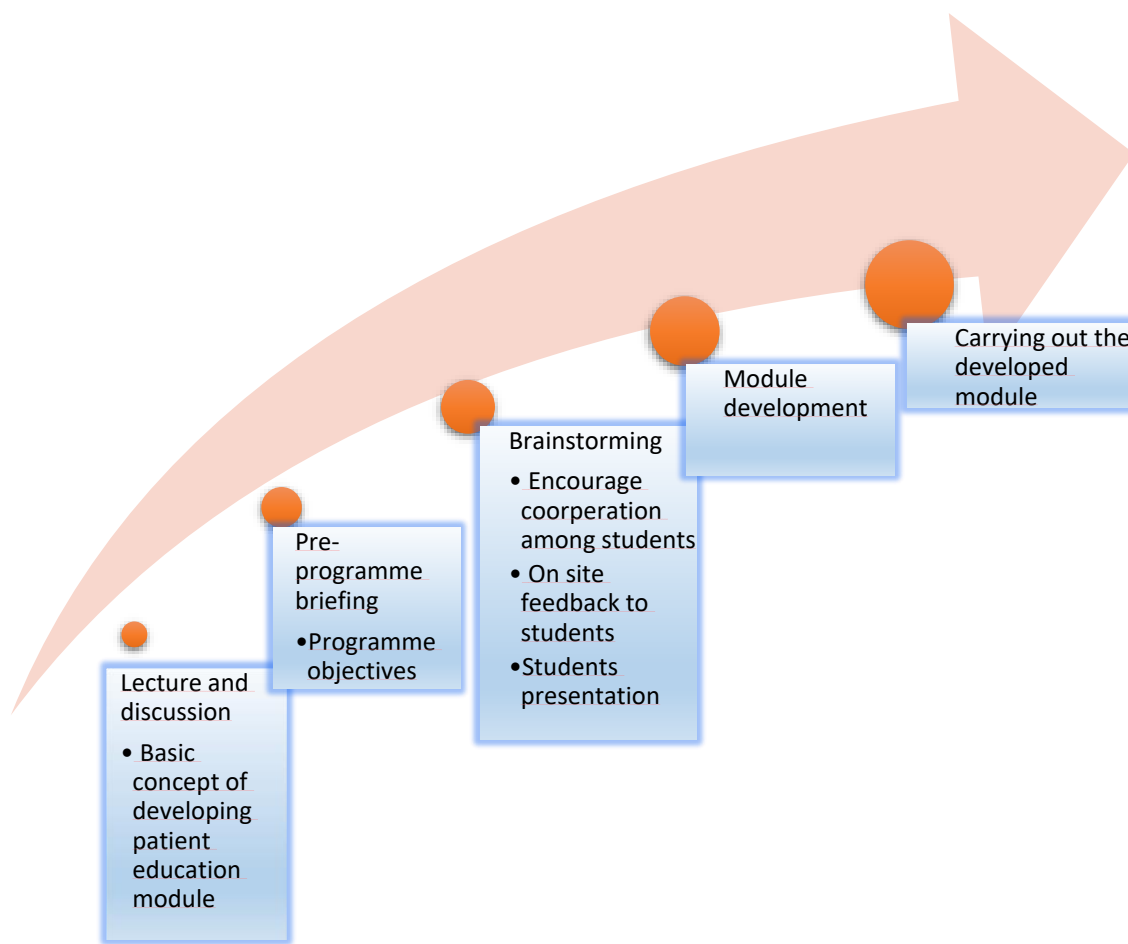 Lecture and
discussion
• Basic
concept of
developing
patient
education
module
Pre-
programme
briefing
•Programme
objectives
Brainstorming
• Encourage
coorperation
among students
• On site
feedback to
students
•Students
presentation
Module
development
Carrying out the
developed
module